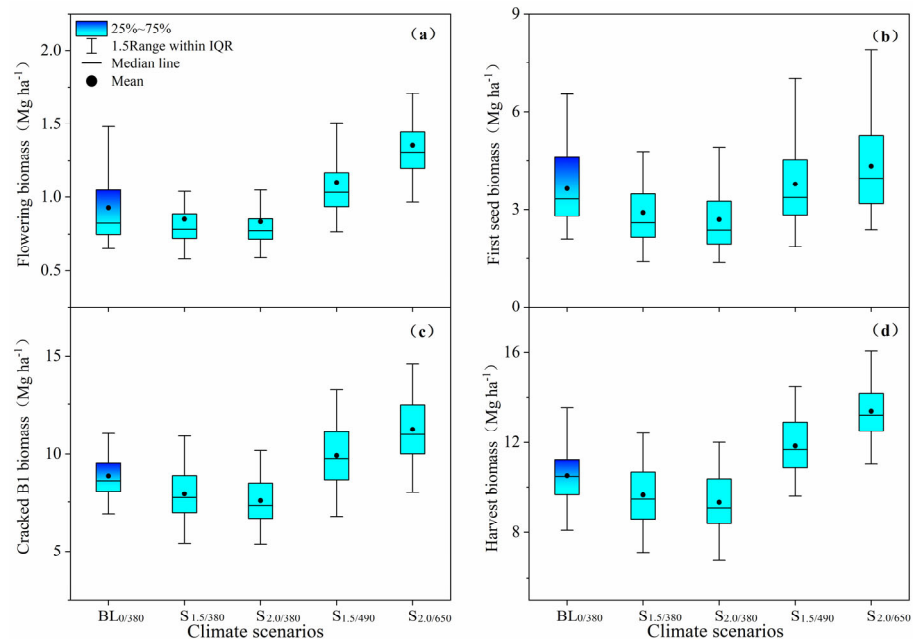 25%~75%
1.5Range within IQR
Median line
Mean
(a)
2.0
1.5
1.0
0.5
Flowering biomass (Mg ha-1)
(b)
9
6
3
0
First seed biomass (Mg ha-1)
(c)
15
10
5
Cracked B1 biomass (Mg ha-1)
(d)
16
12
8
Harvest biomass (Mg ha-1)
BL0/380 S1.5/380 S2.0/380 S1.5/490 S2.0/650
Climate scenarios
BL0/380 S1.5/380 S2.0/380 S1.5/490 S2.0/650
Climate scenarios